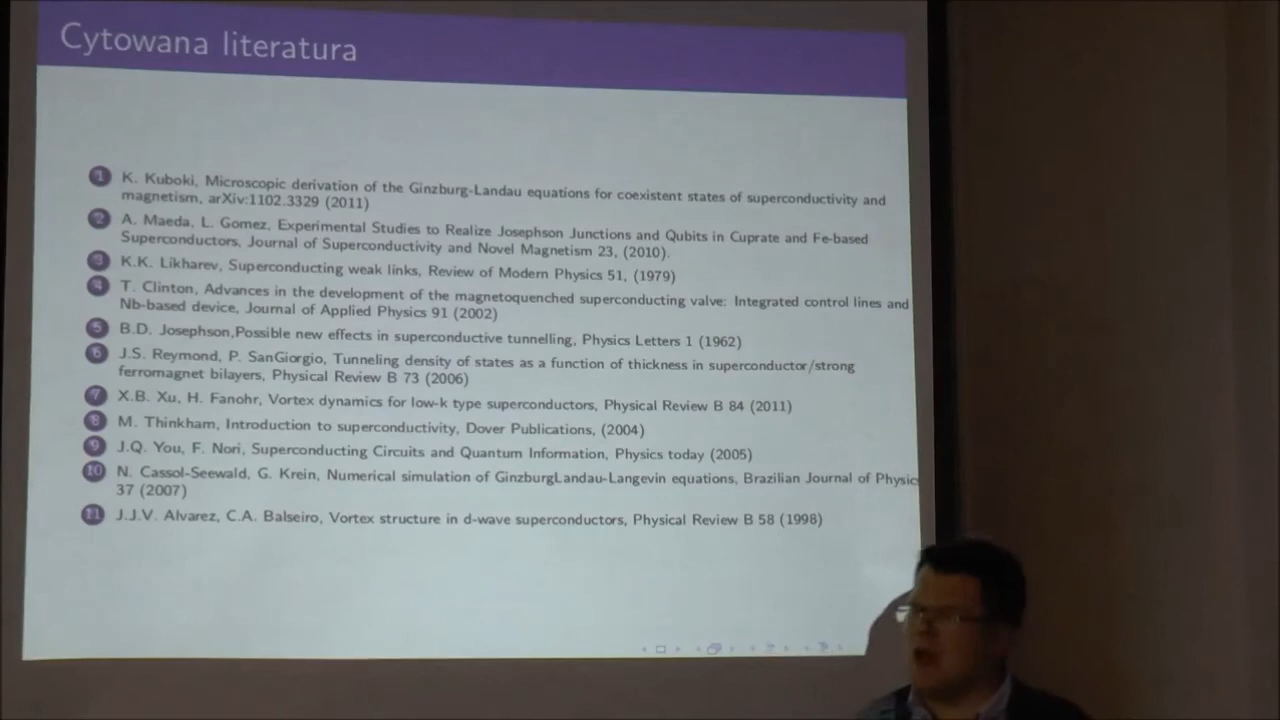 Cytowana literatura
1 K. Kuboki, Microscopic derivation of the Ginzburg-Landau equations for coexistent states of superconductivity and
magnetism, arXiv:1102.3329 (2011)
2 A. Maeda, L. Gomez, Experimental Studies to Realize Josephson Junctions and Qubits in Cuprate and Fe-based
Superconductors, Journal of Superconductivity and Novel Magnetism 23, (2010).
3 K.K. Likharev, Superconducting weak links, Review of Modern Physics 51, (1979)
4 T. Clinton, Advances in the development of the magnetoquenched superconducting valve: Integrated control lines and
Nb-based device, Journal of Applied Physics 91 (2002)
5 B.D. Josephson,Possible new effects in superconductive tunnelling, Physics Letters 1 (1962)
6 J.S. Reymond, P. SanGiorgio, Tunneling density of states as a function of thickness in superconductor/strong
ferromagnet bilayers, Physical Review B 73 (2006)
7 X.B. Xu, H. Fanohr, Vortex dynamics for low-k type superconductors, Physical Review B 84 (2011)
8 M. Thinkham, Introduction to superconductivity, Dover Publications, (2004)
9 J.Q. You, F. Nori, Superconducting Circuits and Quantum Information, Physics today (2005)
10 N. Cassol-Seewald, G. Krein, Numerical simulation of GinzburgLandau-Langevin equations, Brazilian Journal of Physic
37 (2007)
11 J.J.V. Alvarez, C.A. Balseiro, Vortex structure in d-wave superconductors, Physical Review B 58 (1998)